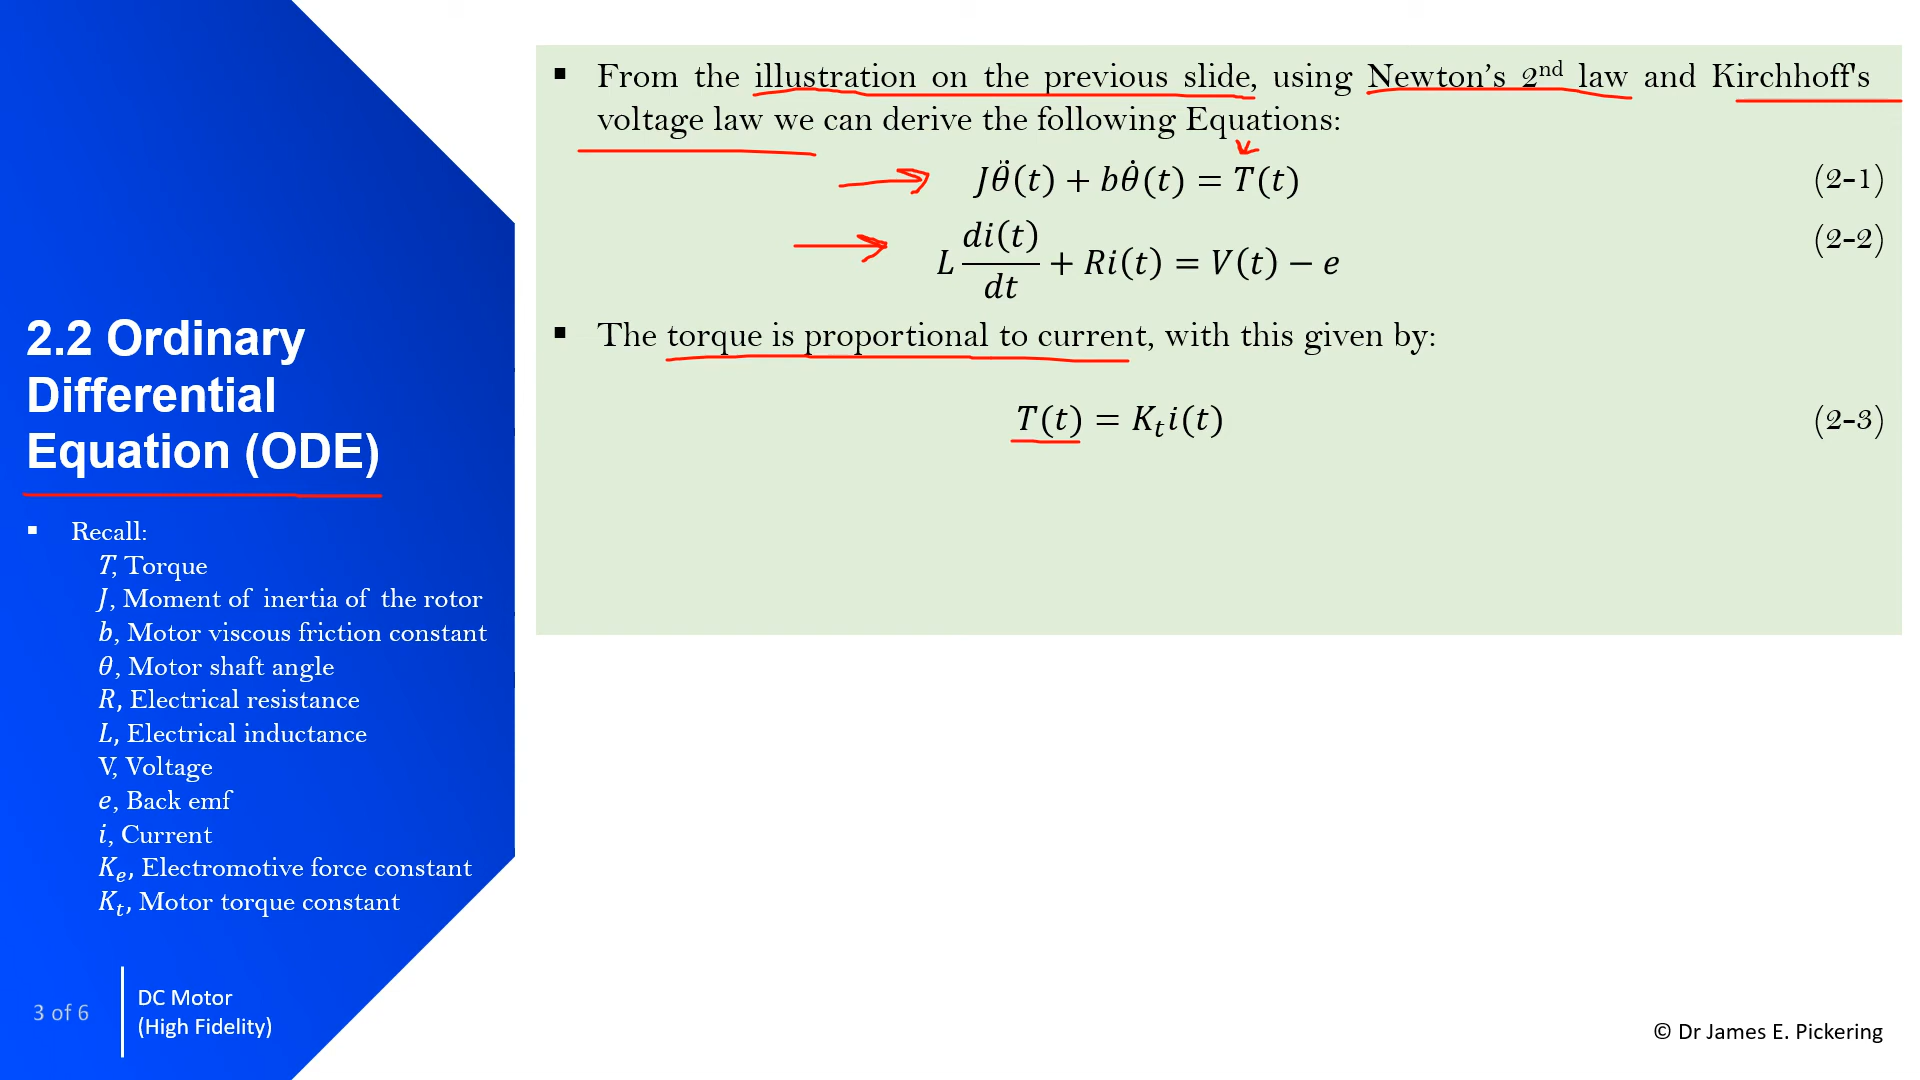 2.2 Ordinary
Differential
Equation (ODE)
▪ Recall:
T, Torque
J, Moment of inertia of the rotor
b, Motor viscous friction constant
θ, Motor shaft angle
R, Electrical resistance
L, Electrical inductance
V, Voltage
e, Back emf
i, Current
Kₑ, Electromotive force constant
Kₜ, Motor torque constant
3 of 6
DC Motor
(High Fidelity)
▪ From the illustration on the previous slide, using Newton’s 2nd law and Kirchhoff's
voltage law we can derive the following Equations:
Jθ̈(t) + bθ̇(t) = T(t) (2-1)
L di(t)/dt + Ri(t) = V(t) − e (2-2)
▪ The torque is proportional to current, with this given by:
T(t) = Kₜi(t) (2-3)
© Dr James E. Pickering